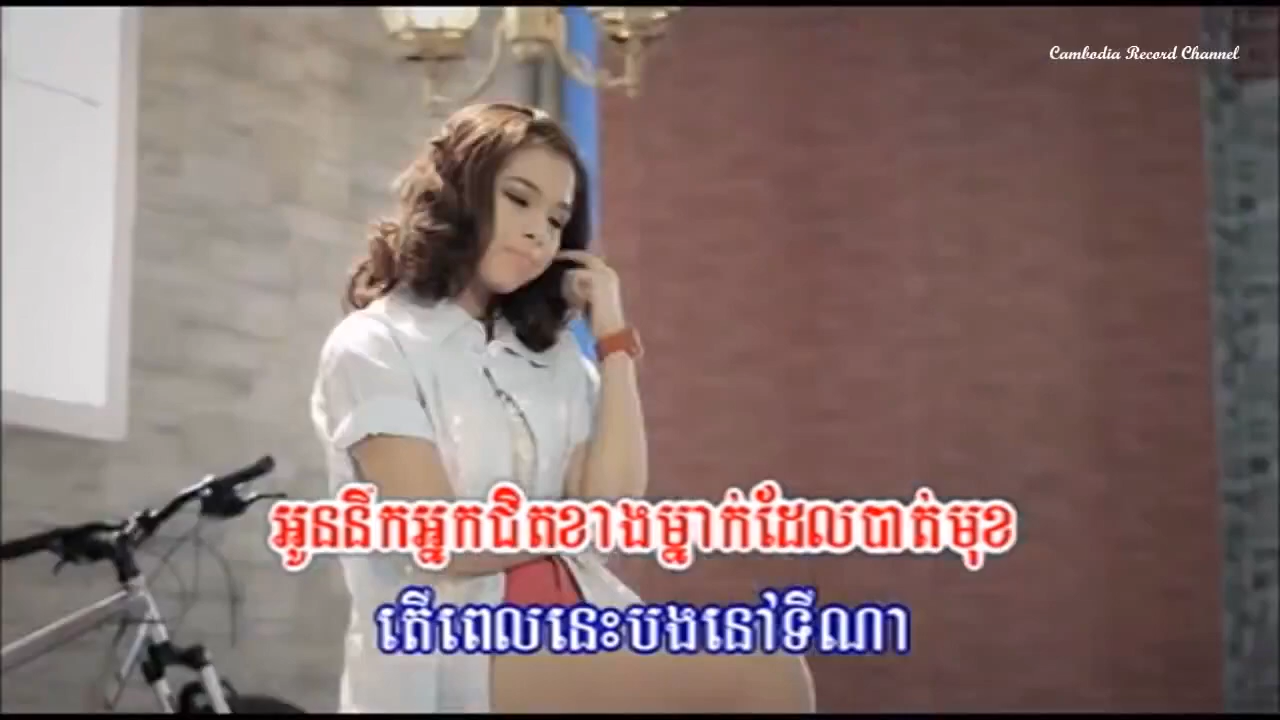 Cambodia Record Channel
អូននឹកអ្នកជិតខាងម្នាក់ដែលបាត់មុខ
តើពេលនេះបងនៅទីណា